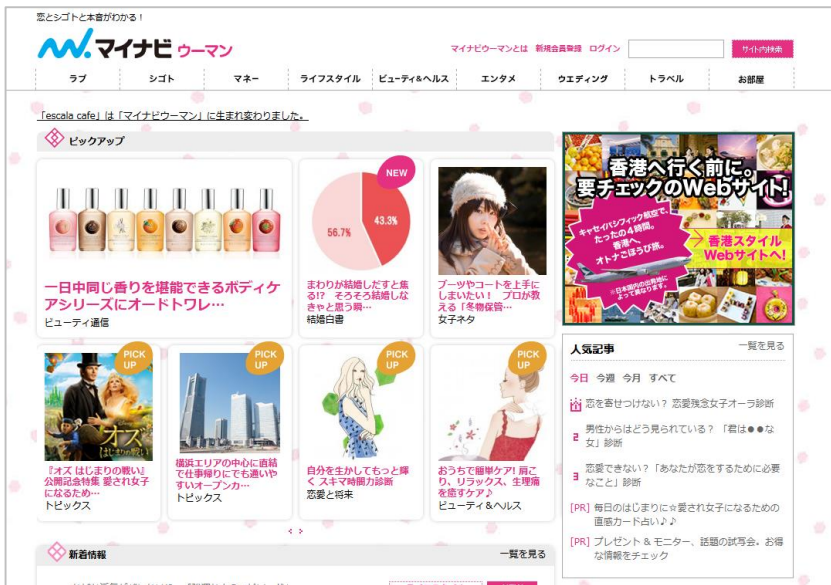 恋とシゴトと本音がわかる！
マイナビ ウーマン
マイナビウーマンとは 新規会員登録 ログイン
サイト内検索
ラブ シゴト マネー ライフスタイル ビューティ&ヘルス エンタメ ウエディング トラベル お部屋
「escala cafe」は「マイナビウーマン」に生まれ変わりました。
ピックアップ
一日中同じ香りを堪能できるボディケ
アシリーズにオードトワレ…
ビューティ通信
NEW
56.7%
43.3%
まわりが結婚しだすと焦
る!? そろそろ結婚しな
きゃと思う瞬…
結婚白書
ブーツやコートを上手に
しまいたい！ プロが教
える「冬物保管…
女子ネタ
PICK
UP
オズ
はじまりの戦い
『オズ はじまりの戦い』
公開記念特集 愛され女子
になるため…
トピックス
PICK
UP
横浜エリアの中心に直結
で仕事帰りにでも通いや
すいオープンカ…
トピックス
PICK
UP
自分を生かしてもっと輝
く スキマ時間力診断
恋愛と将来
PICK
UP
おうちで簡単ケア! 肩こ
り、リラックス、生理痛
を癒すケア♪
ビューティ＆ヘルス
新着情報
一覧を見る
香港へ行く前に。
要チェックのWebサイト!
キャセイパシフィック航空で、
たったの4時間。
香港へ、
オトナごほうび旅。
※日本国内の出発地に
よって異なります。
香港スタイル
Webサイトへ!
人気記事
一覧を見る
今日 今週 今月 すべて
1 恋を寄せつけない？ 恋愛残念女子オーラ診断
2 男性からはどう見られている？ 「君は●●な
女」診断
3 恋愛できない？「あなたが恋をするために必要
なこと」診断
[PR] 毎日のはじまりに☆愛され女子になるための
直感カード占い♪♪
[PR] プレゼント & モニター、話題の試写会。お得
な情報をチェック